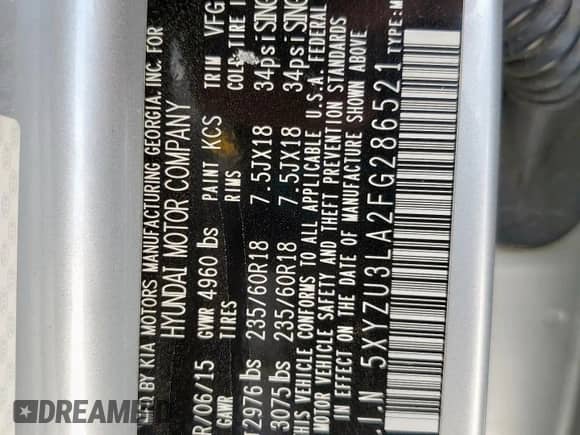 D BY KIA MOTORS MANUFACTURING GEORGIA, INC. FOR
HYUNDAI MOTOR COMPANY
R/06/15 GVWR 4960 lbs PAINT KCS TRIM VFG
GAWR TIRES RIMS COLD TIRE
T 2976 lbs 235/60R18 7.5JX18 34psi SING
3075 lbs 235/60R18 7.5JX18 34psi SING
THIS VEHICLE CONFORMS TO ALL APPLICABLE U.S.A. FEDERAL
MOTOR VEHICLE SAFETY AND THEFT PREVENTION STANDARDS
IN EFFECT ON THE DATE OF MANUFACTURE SHOWN ABOVE
.I.N 5XYZU3LA2FG286521 TYPE:M
DREAMEBID